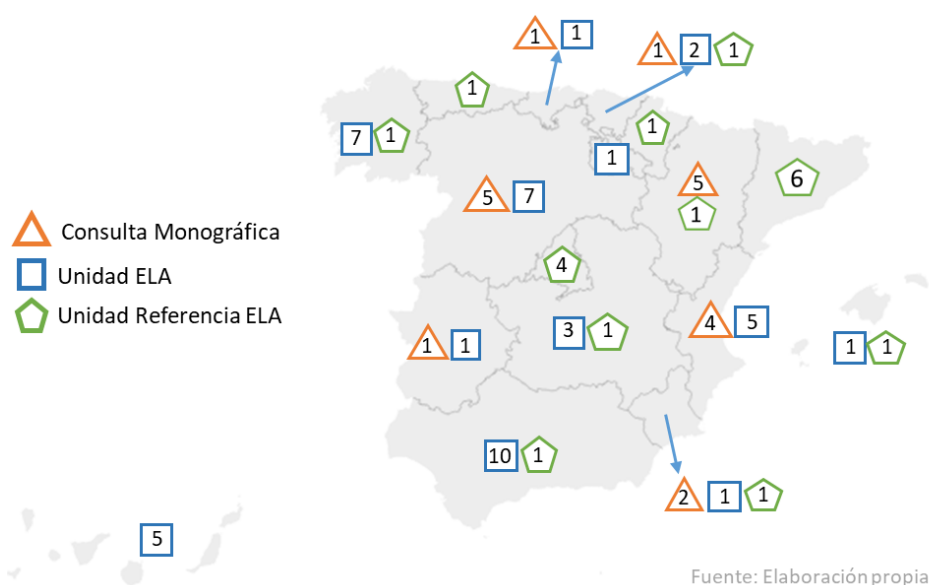 1 1
1 2 1
1
7 1
1
1
5 7
5
1
6
Consulta Monográfica
Unidad ELA
Unidad Referencia ELA
4
3 1
4 5
1 1
1 1
10 1
2 1 1
5
Fuente: Elaboración propia